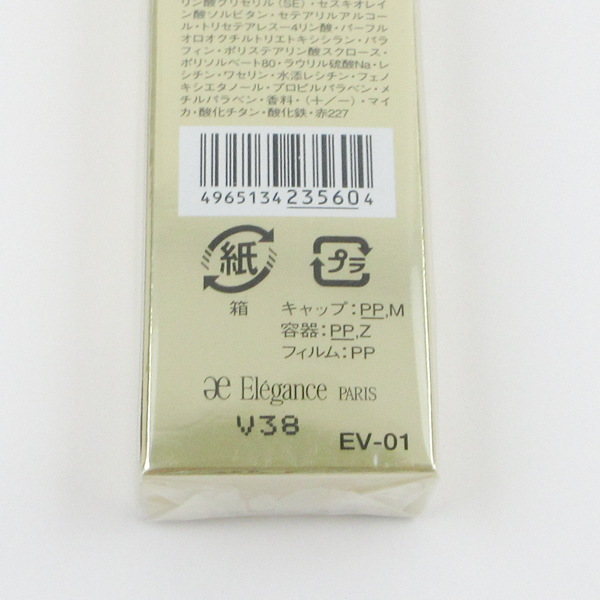 リン酸グリセリル(SE)・セスキオレイ
ン酸ソルビタン・セテアリルアルコー
ル・トリセテアレスー4リン酸・パーフル
オロオクチルトリエトキシシラン・パラ
フィン・ポリステアリン酸スクロース・
ポリソルベート80・ラウリル硫酸Na・レ
シチン・ワセリン・水添レシチン・フェノ
キシエタノール・プロピルパラベン・メ
チルパラベン・香料・(+/-)・マイ
カ・酸化チタン・酸化鉄・赤227
4965134235604
紙
プラ
箱
キャップ:PP,M
容器:PP,Z
フィルム:PP
æ Elégance PARIS
V38
EV-01